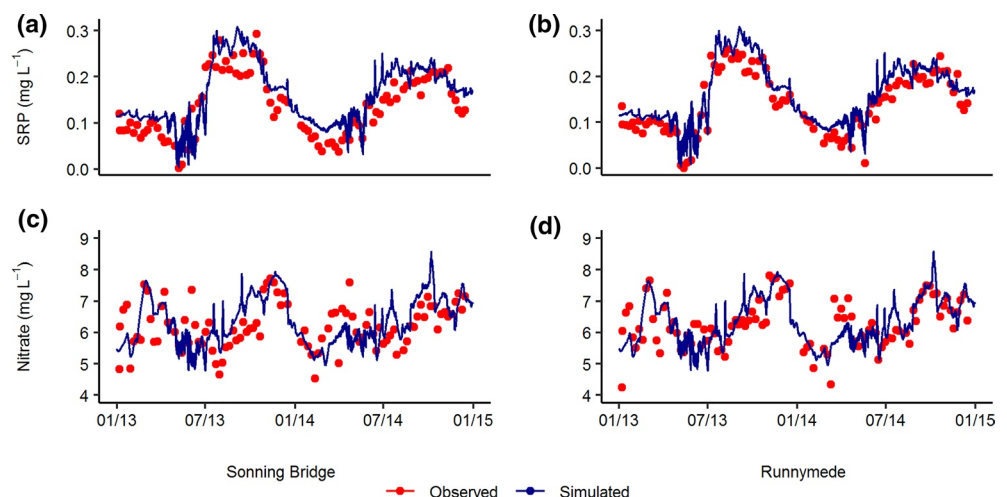 (a)
(b)
SRP (mg L⁻¹)
0.3
0.2
0.1
0.0
0.3
0.2
0.1
0.0
(c)
(d)
Nitrate (mg L⁻¹)
9
8
7
6
5
4
9
8
7
6
5
4
01/13 07/13 01/14 07/14 01/15
01/13 07/13 01/14 07/14 01/15
Sonning Bridge
Runnymede
Observed Simulated